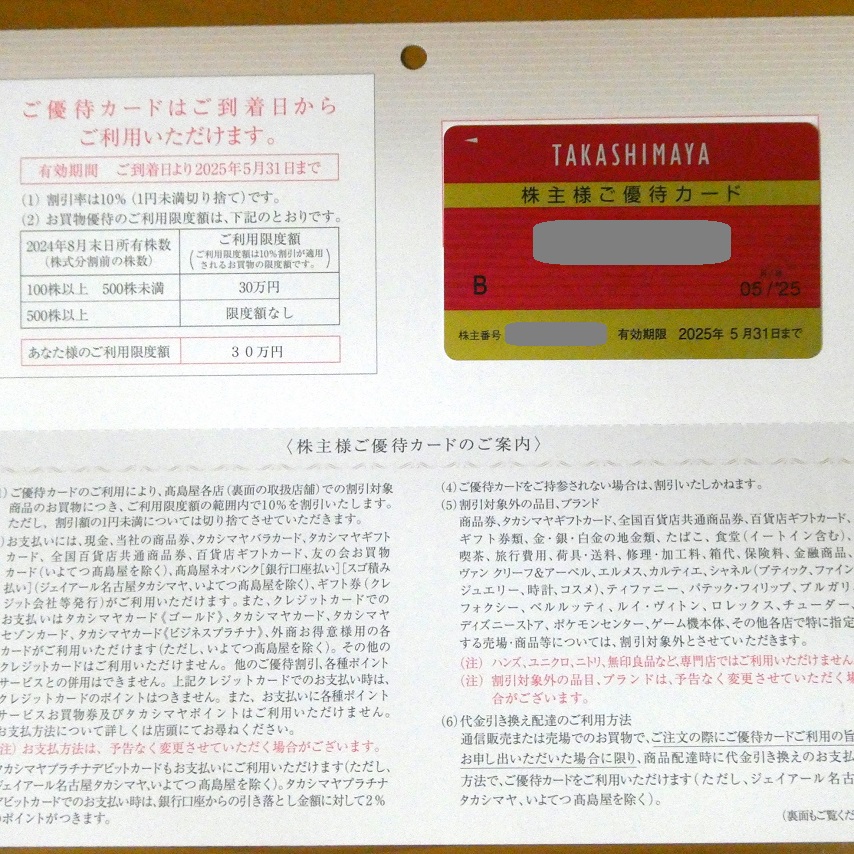 ご優待カードはご到着日から
ご利用いただけます。
有効期間 ご到着日より2025年5月31日まで
(1) 割引率は10%(1円未満切り捨て)です。
(2) お買物優待のご利用限度額は、下記のとおりです。
2024年8月末日所有株数
(株式分割前の株数)
ご利用限度額
(ご利用限度額は10%割引が適用
されるお買物の限度額です。)
100株以上 500株未満 30万円
500株以上 限度額なし
あなた様のご利用限度額 30万円
TAKASHIMAYA
株主様ご優待カード
B
05/'25
株主番号
有効期限 2025年 5月31日まで
〈株主様ご優待カードのご案内〉
)ご優待カードのご利用により、髙島屋各店(裏面の取扱店舗)での割引対象
商品のお買物につき、ご利用限度額の範囲内で10%を割引いたします。
ただし、割引額の1円未満については切り捨てさせていただきます。
)お支払いには、現金、当社の商品券、タカシマヤバラカード、タカシマヤギフト
カード、全国百貨店共通商品券、百貨店ギフトカード、友の会お買物
カード(いよてつ髙島屋を除く)、髙島屋ネオバンク[銀行口座払い][スゴ積み
払い](ジェイアール名古屋タカシマヤ、いよてつ髙島屋を除く)、ギフト券(クレ
ジット会社等発行)がご利用いただけます。また、クレジットカードでの
お支払いはタカシマヤカード《ゴールド》、タカシマヤカード、タカシマヤ
セゾンカード、タカシマヤカード《ビジネスプラチナ》、外商お得意様用の各
カードがご利用いただけます(ただし、いよてつ髙島屋を除く)。その他の
クレジットカードはご利用いただけません。他のご優待割引、各種ポイント
サービスとの併用はできません。上記クレジットカードでのお支払い時は、
クレジットカードのポイントはつきません。また、お支払いに各種ポイント
サービスお買物券及びタカシマヤポイントはご利用いただけません。
お支払方法について詳しくは店頭にてお尋ねください。
注)お支払方法は、予告なく変更させていただく場合がございます。
タカシマヤプラチナデビットカードもお支払いにご利用いただけます(ただし、
ジェイアール名古屋タカシマヤ、いよてつ髙島屋を除く)。タカシマヤプラチナ
デビットカードでのお支払い時は、銀行口座からの引き落とし金額に対して2%
のポイントがつきます。
(4)ご優待カードをご持参されない場合は、割引いたしかねます。
(5)割引対象外の品目、ブランド
商品券、タカシマヤギフトカード、全国百貨店共通商品券、百貨店ギフトカード、
ギフト券類、金・銀・白金の地金類、たばこ、食堂(イートイン含む)、
喫茶、旅行費用、荷具・送料、修理・加工料、箱代、保険料、金融商品、
ヴァン クリーフ&アーペル、エルメス、カルティエ、シャネル(ブティック、ファイン
ジュエリー、時計、コスメ)、ティファニー、パテック・フィリップ、ブルガリ、
フォクシー、ベルルッティ、ルイ・ヴィトン、ロレックス、チューダー、
ディズニーストア、ポケモンセンター、ゲーム機本体、その他各店で特に指定
する売場・商品等については、割引対象外とさせていただきます。
(注) ハンズ、ユニクロ、ニトリ、無印良品など、専門店ではご利用いただけません
(注) 割引対象外の品目、ブランドは、予告なく変更させていただく場
合がございます。
(6)代金引き換え配達のご利用方法
通信販売または売場でのお買物で、ご注文の際にご優待カードご利用の旨
お申し出いただいた場合に限り、商品配達時に代金引き換えのお支払
方法で、ご優待カードをご利用いただけます(ただし、ジェイアール名古
タカシマヤ、いよてつ髙島屋を除く)。
(裏面もご覧くだ